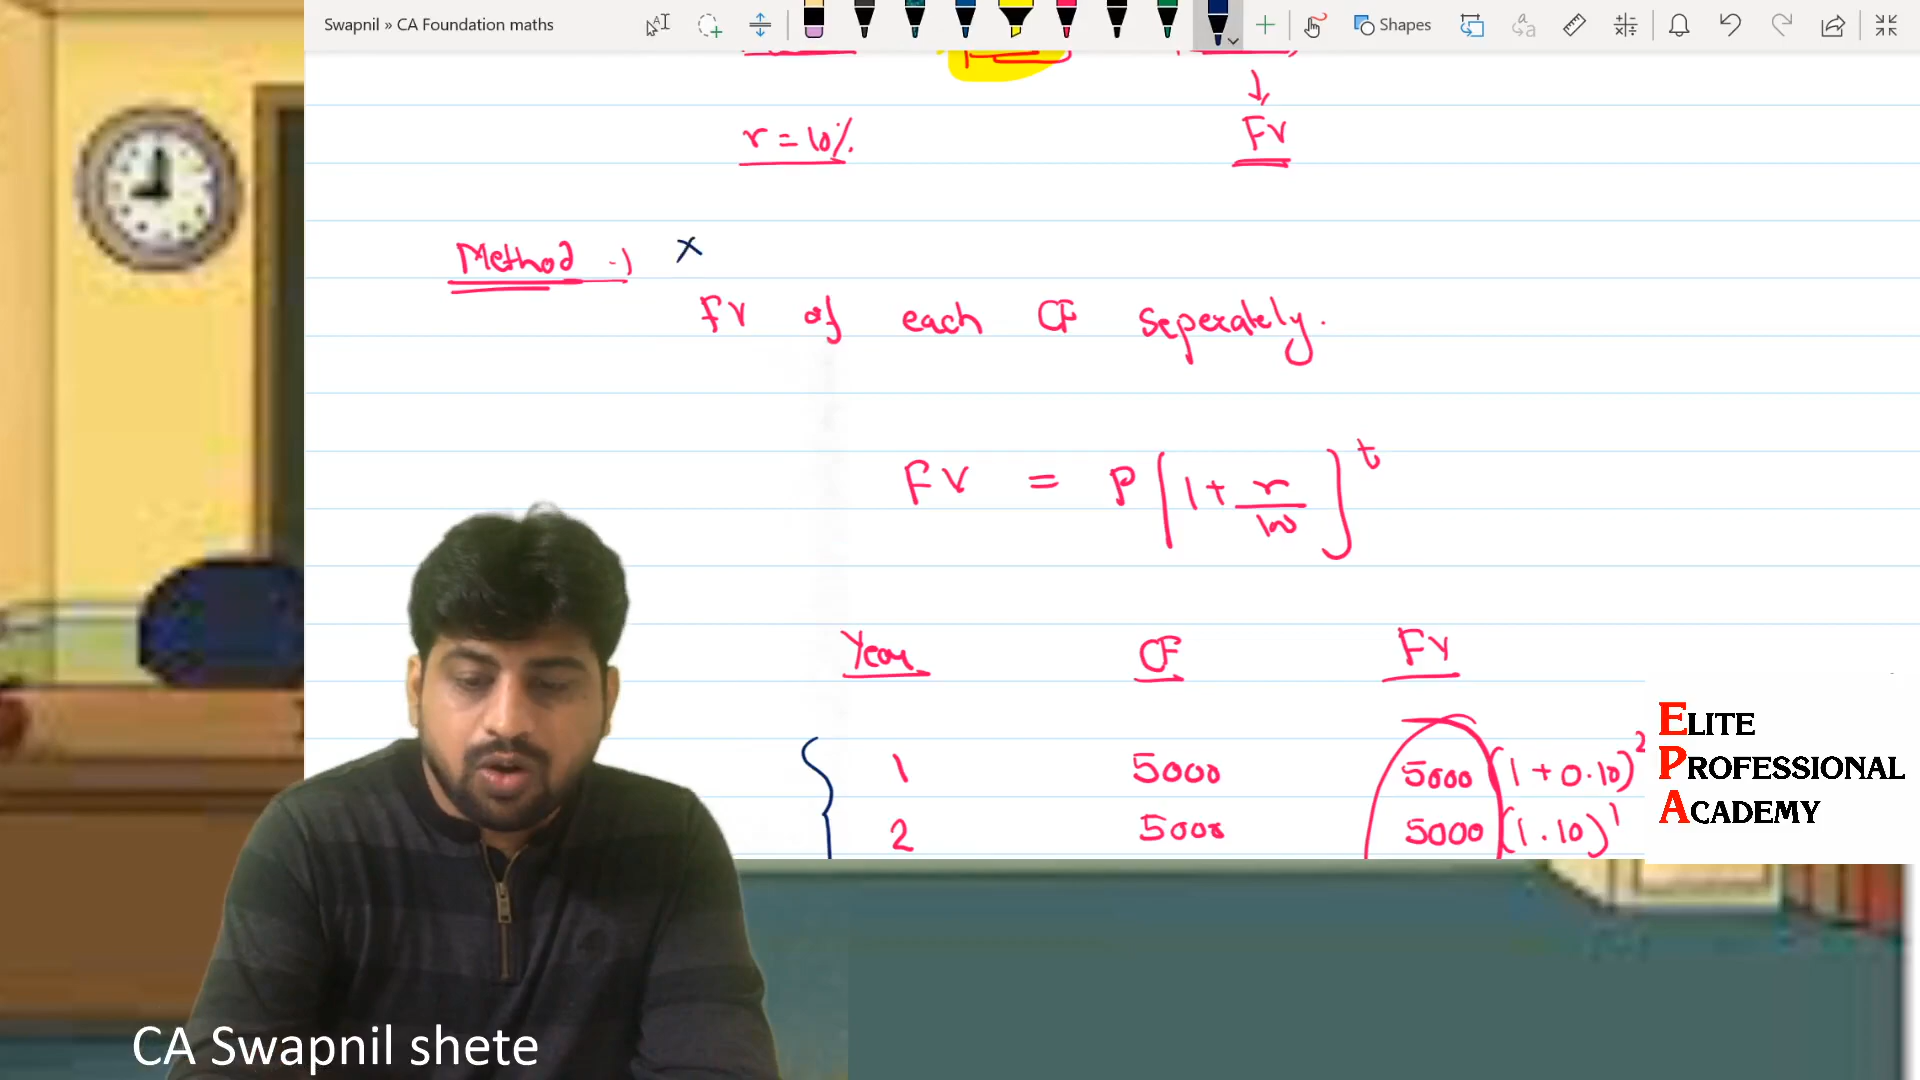 Swapnil » CA Foundation maths
Shapes
r = 10%
FV
Method - 1 ×
FV of each CF seperately.
FV = P [1 + r/100]^t
Year CF FV
1 5000 5000 (1 + 0.10)^2
2 5000 5000 (1.10)^1
ELITE
PROFESSIONAL
ACADEMY
CA Swapnil shete